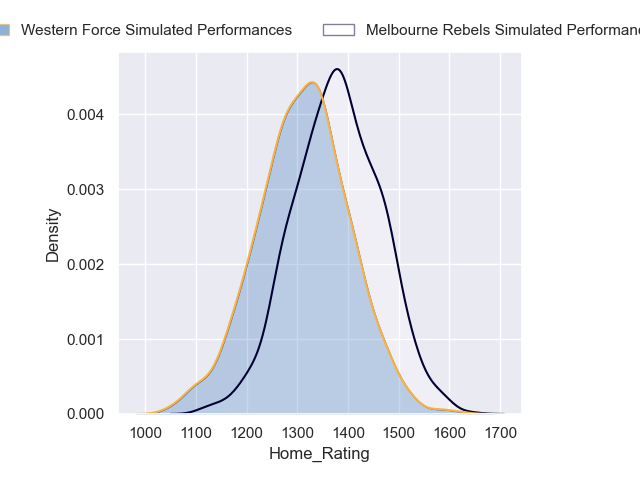 Western Force Simulated Performances Melbourne Rebels Simulated
0.004
0.003
0.002
0.001
0.000
Density
1000 1100 1200 1300 1400 1500 1600 1700
Home_Rating